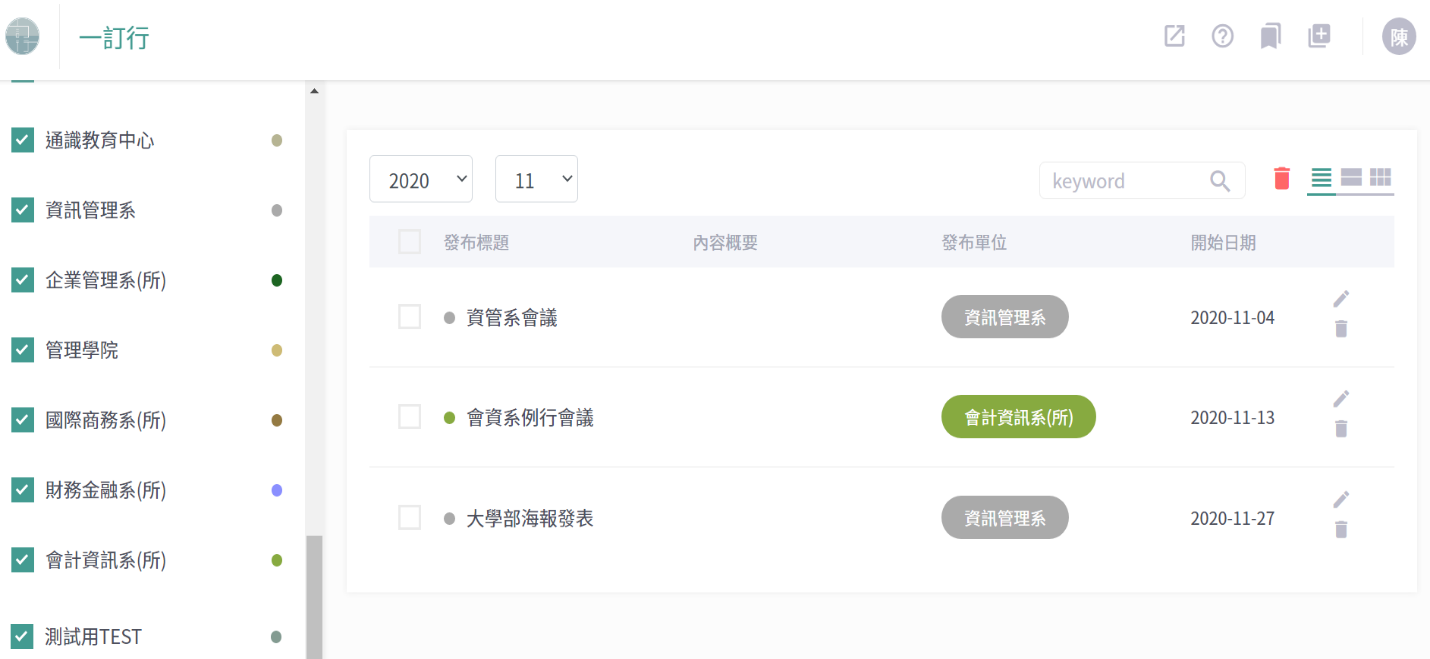 一訂行
陳
通識教育中心
資訊管理系
企業管理系(所)
管理學院
國際商務系(所)
財務金融系(所)
會計資訊系(所)
測試用TEST
2020 11 keyword
發布標題 內容概要 發布單位 開始日期
資管系會議 資訊管理系 2020-11-04
會資系例行會議 會計資訊系(所) 2020-11-13
大學部海報發表 資訊管理系 2020-11-27